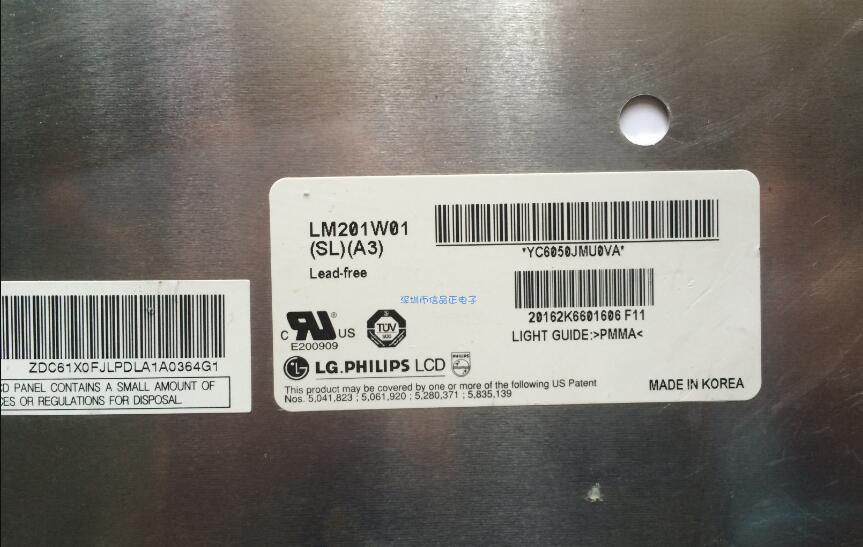 LM201W01
(SL)(A3)
Lead-free
*YC6050JMU0VA*
20162K6601606 F11
LIGHT GUIDE:>PMMA<
深圳市信品正电子
C US
E200909
TÜV
LG LG.PHILIPS LCD
PHILIPS
This product may be covered by one or more of the following US Patent
Nos. 5,041,823 ; 5,061,920 ; 5,280,371 ; 5,835,139
MADE IN KOREA
ZDC61X0FJLPDLA1A0364G1
PANEL CONTAINS A SMALL AMOUNT OF
OR REGULATIONS FOR DISPOSAL.